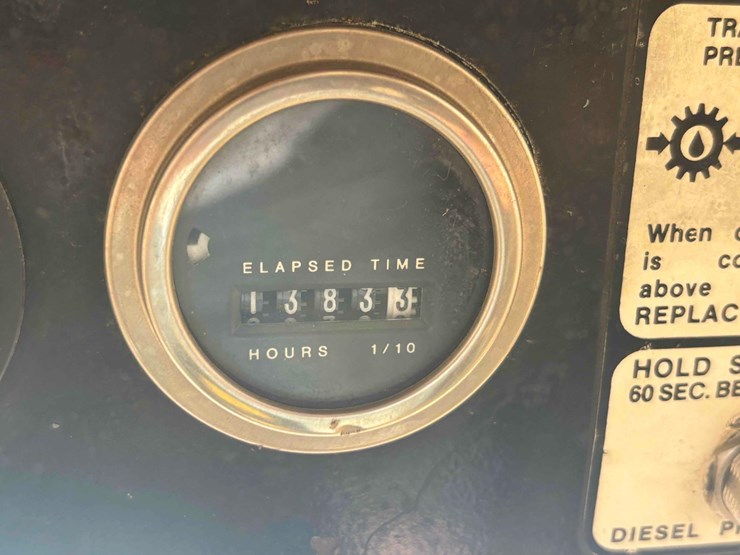 ELAPSED TIME
13833
HOURS 1/10
When
is
above
HOLD
60 SEC.
DIESEL